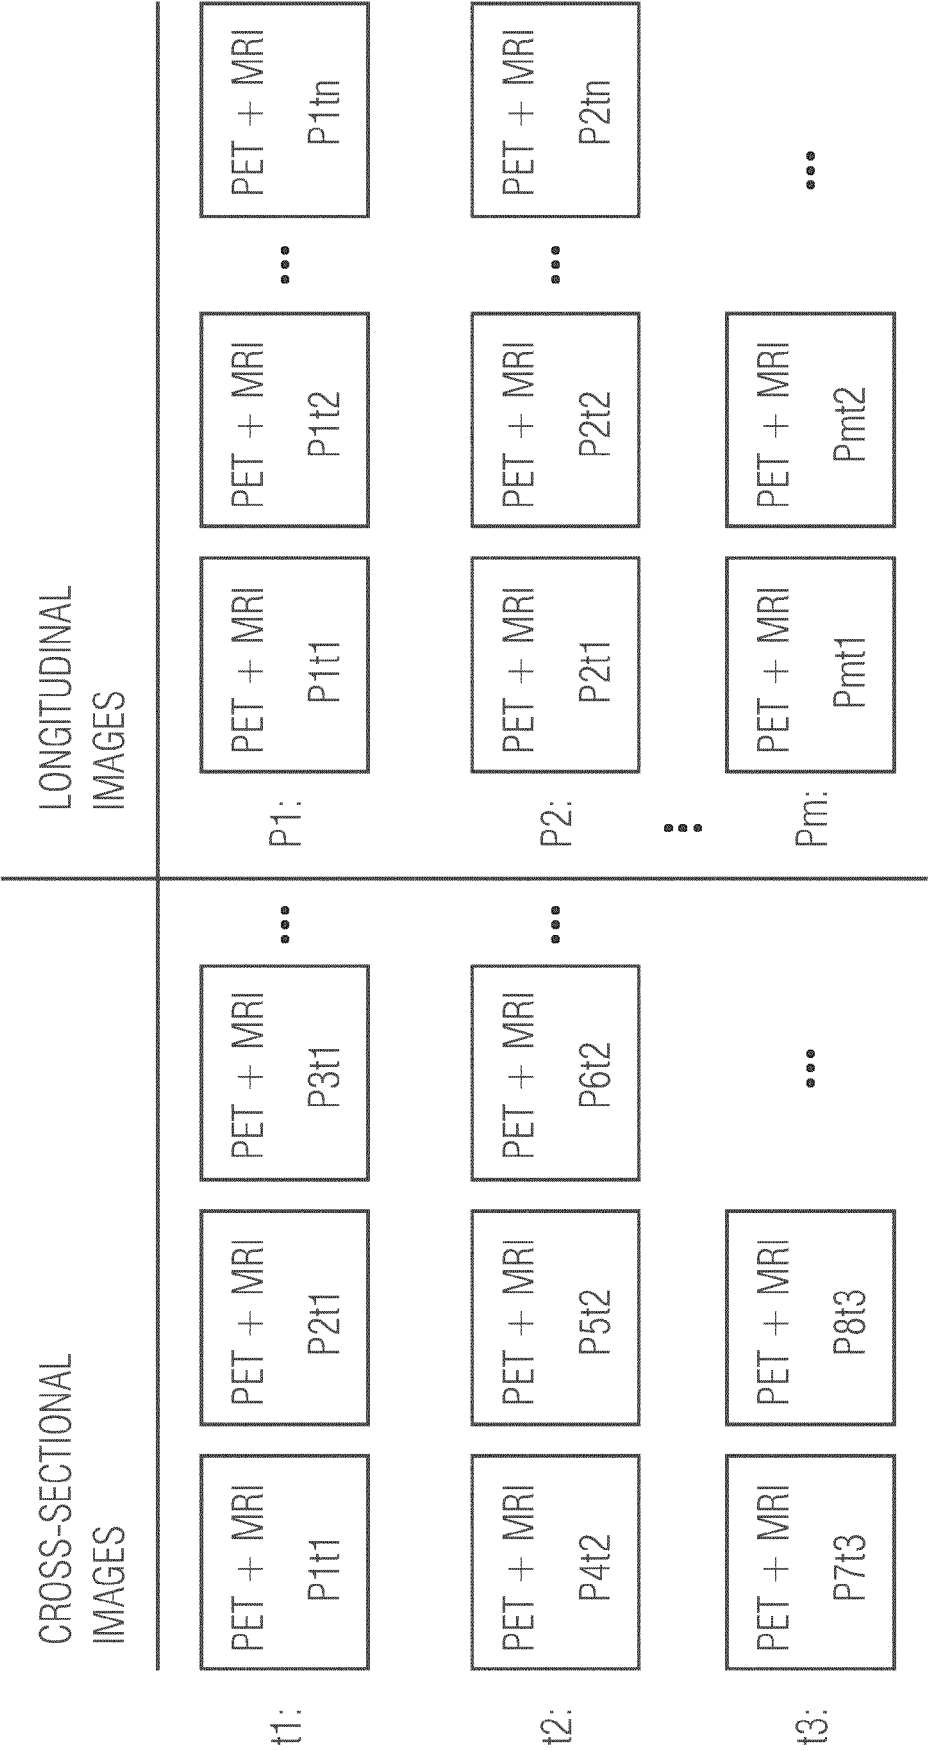 CROSS-SECTIONAL
IMAGES
LONGITUDINAL
IMAGES
t1:
PET + MRI
P1t1
PET + MRI
P2t1
PET + MRI
P3t1
...
P1:
PET + MRI
P1t1
PET + MRI
P1t2
...
PET + MRI
P1tn
t2:
PET + MRI
P4t2
PET + MRI
P5t2
PET + MRI
P6t2
...
P2:
PET + MRI
P2t1
PET + MRI
P2t2
...
PET + MRI
P2tn
...
t3:
PET + MRI
P7t3
PET + MRI
P8t3
...
Pm:
PET + MRI
Pmt1
PET + MRI
Pmt2
...